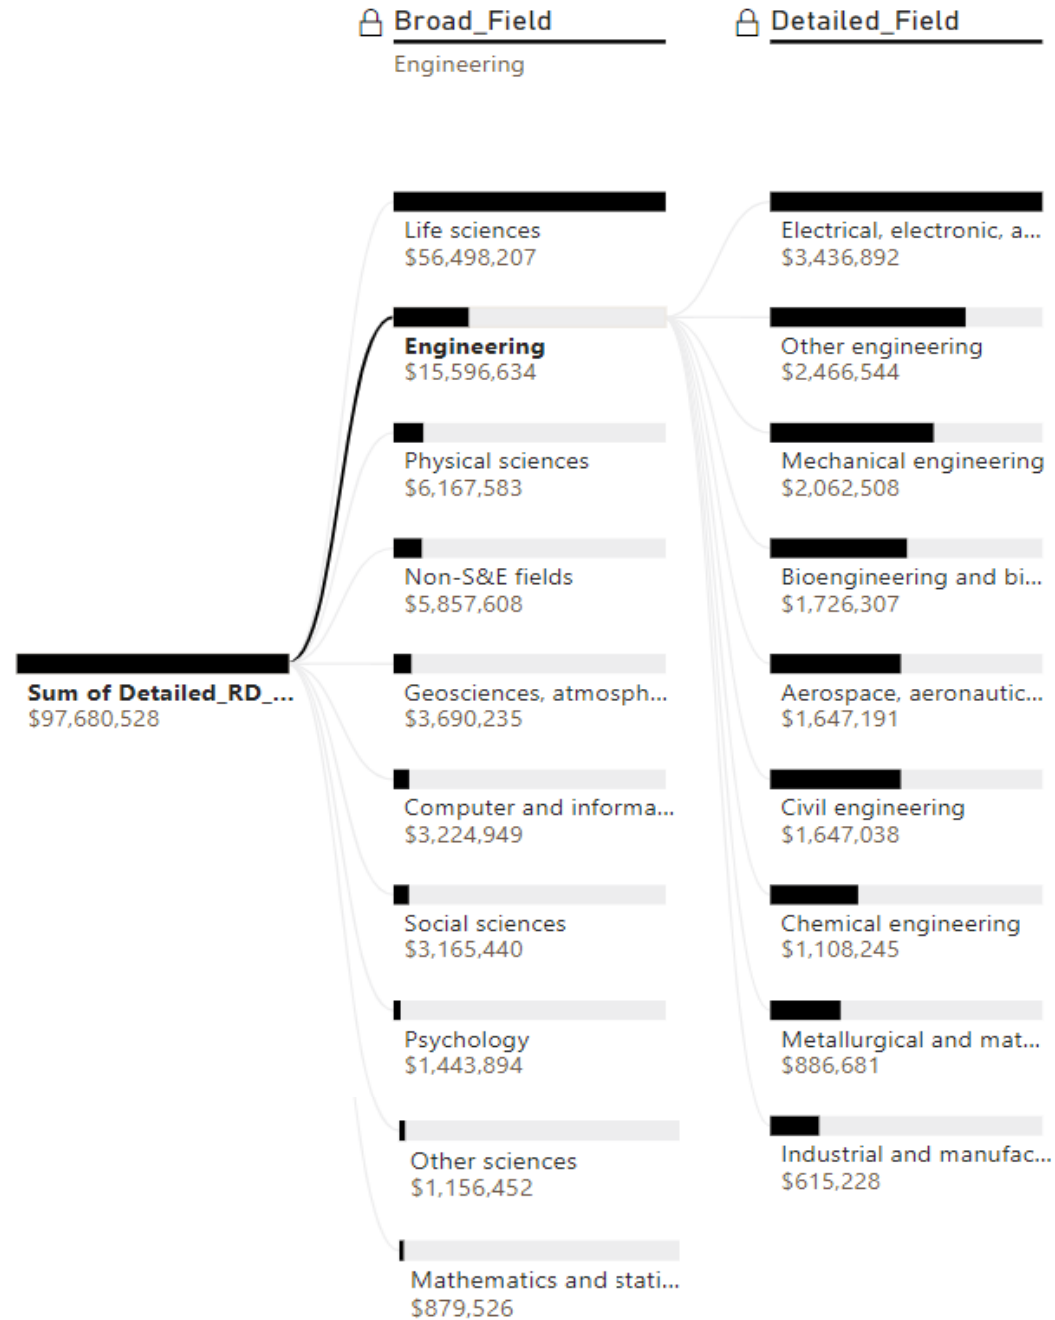 Broad_Field
Engineering
Detailed_Field
Sum of Detailed_RD_...
$97,680,528
Life sciences
$56,498,207
Engineering
$15,596,634
Physical sciences
$6,167,583
Non-S&E fields
$5,857,608
Geosciences, atmosph...
$3,690,235
Computer and informa...
$3,224,949
Social sciences
$3,165,440
Psychology
$1,443,894
Other sciences
$1,156,452
Mathematics and stati...
$879,526
Electrical, electronic, a...
$3,436,892
Other engineering
$2,466,544
Mechanical engineering
$2,062,508
Bioengineering and bi...
$1,726,307
Aerospace, aeronautic...
$1,647,191
Civil engineering
$1,647,038
Chemical engineering
$1,108,245
Metallurgical and mat...
$886,681
Industrial and manufac...
$615,228